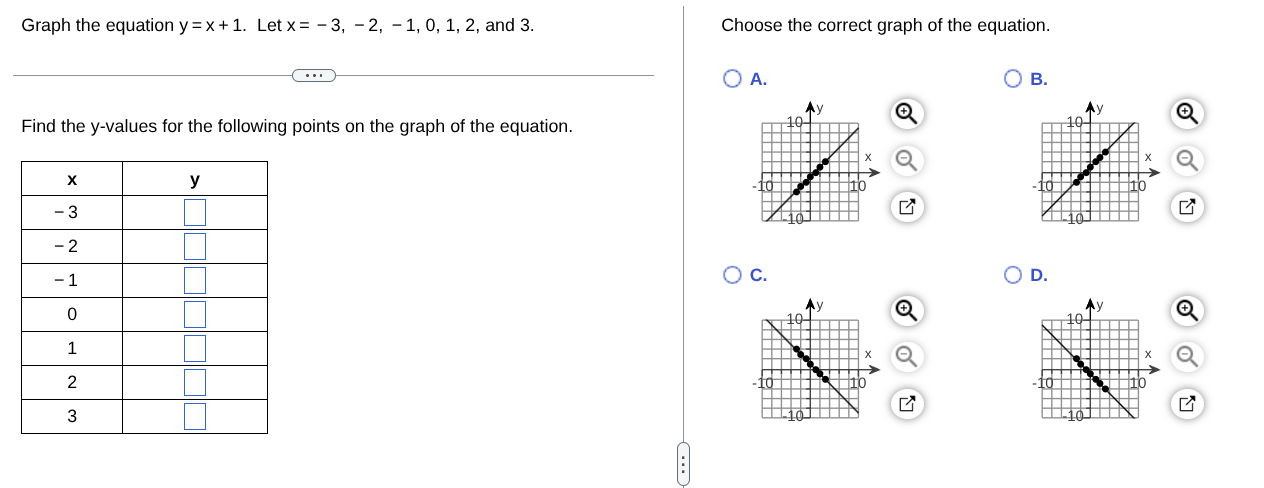 Graph the equation y = x + 1. Let x = − 3, − 2, − 1, 0, 1, 2, and 3.
Find the y-values for the following points on the graph of the equation.
x y
− 3
− 2
− 1
0
1
2
3
Choose the correct graph of the equation.
A.
y
10
x
-10
10
-10
B.
y
10
x
-10
10
-10
C.
y
10
x
-10
10
-10
D.
y
10
x
-10
10
-10